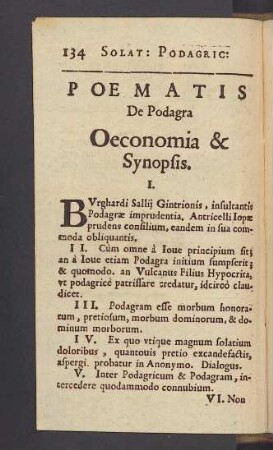 134 SOLAT: PODAGRIC:
POEMATIS
De Podagra
Oeconomia &
Synopsis.
I.
BVrghardi Sallij Gintrionis, insultantis
Podagræ imprudentia, Antricelli Iopæ
prudens consilium, eandem in sua com-
moda obliquantis.
II. Cùm omne à Ioue principium sit;
an à Ioue etiam Podagra initium sumpserit;
& quomodo. an Vulcanus Filius Hypocrita,
vt podagricè patrissare credatur, idcircò clau-
dicet.
III. Podagram esse morbum honora-
tum, pretiosum, morbum dominorum, & do-
minum morborum.
IV. Ex quo vtique magnum solatium
doloribus, quantouis pretio excandefactis,
aspergi. probatur in Anonymo. Dialogus.
V. Inter Podagricum & Podagram, in-
tercedere quodammodo connubium.
VI. Non